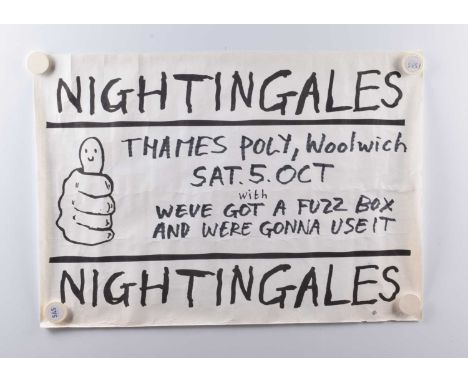 NIGHTINGALES
THAMES POLY, Woolwich
SAT. 5. OCT
with
WEVE GOT A FUZZ BOX
AND WERE GONNA USE IT
NIGHTINGALES